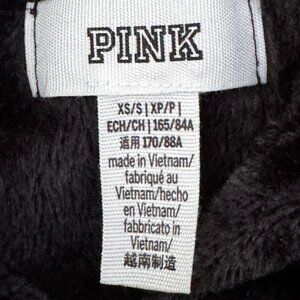 PINK
XS/S | XP/P |
ECH/CH | 165/84A
适用 170/88A
made in Vietnam/
fabriqué au
Vietnam/hecho
en Vietnam/
fabbricato in
Vietnam/
越南制造